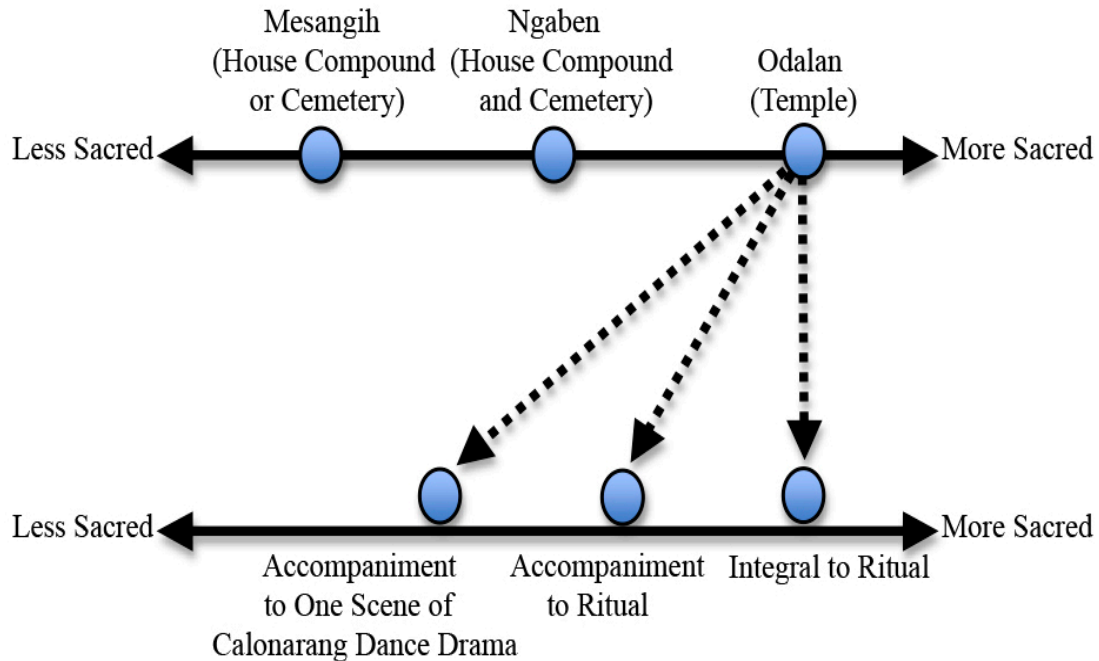 Mesangih
(House Compound
or Cemetery)
Ngaben
(House Compound
and Cemetery)
Odalan
(Temple)
Less Sacred
More Sacred
Less Sacred
More Sacred
Accompaniment
to One Scene of
Calonarang Dance Drama
Accompaniment
to Ritual
Integral to Ritual